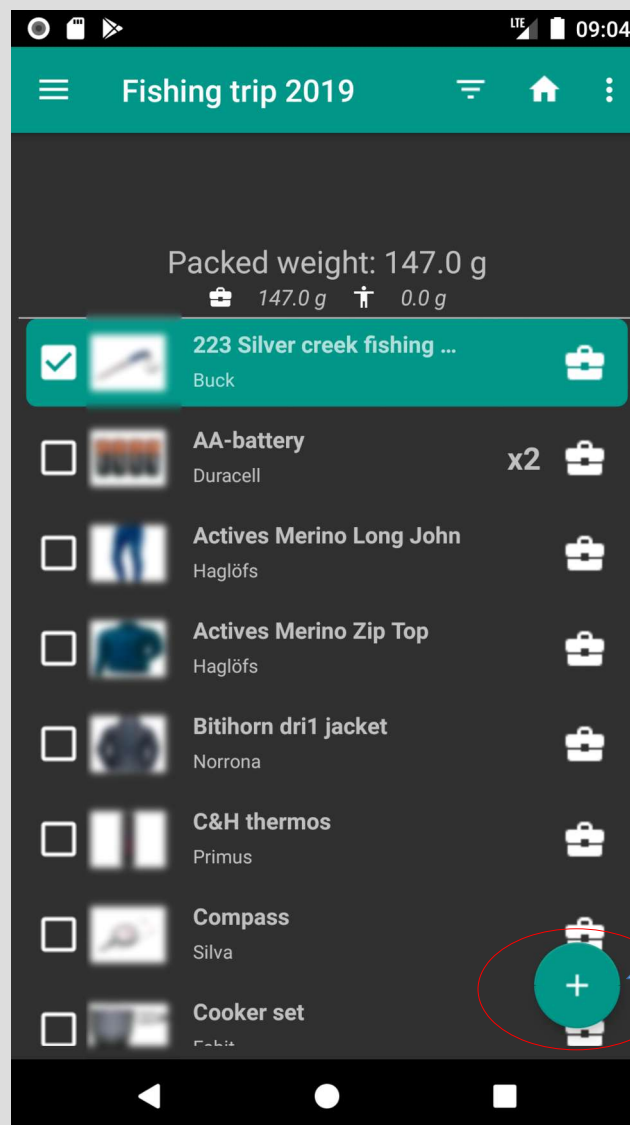 LTE 09:04
Fishing trip 2019
Packed weight: 147.0 g
147.0 g 0.0 g
223 Silver creek fishing ...
Buck
AA-battery
Duracell
x2
Actives Merino Long John
Haglöfs
Actives Merino Zip Top
Haglöfs
Bitihorn dri1 jacket
Norrona
C&H thermos
Primus
Compass
Silva
+
Cooker set